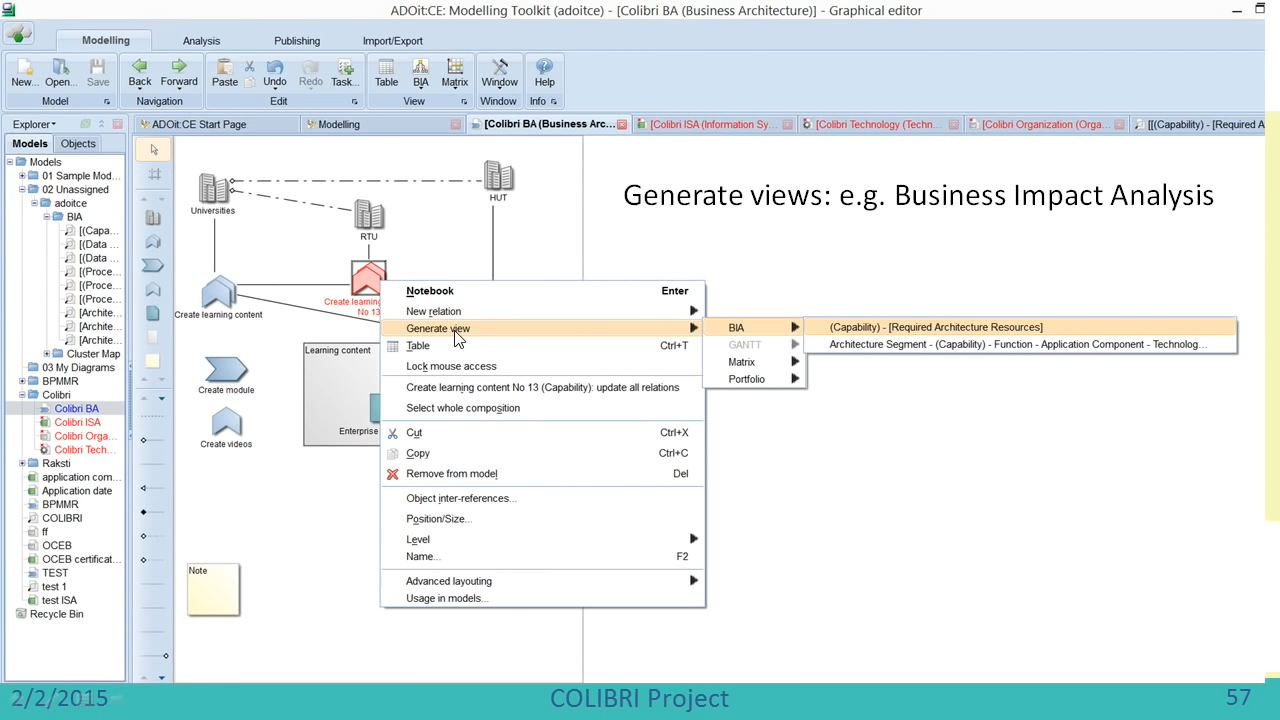 ADOit:CE: Modelling Toolkit (adoitce) - [Colibri BA (Business Architecture)] - Graphical editor
Modelling Analysis Publishing Import/Export
New... Open... Save Back Forward Paste Undo Redo Task... Table BIA Matrix Window Help
Model Navigation Edit View Window Info
Explorer ADOit:CE Start Page Modelling [Colibri BA (Business Arc... [Colibri ISA (Information Sy... [Colibri Technology (Techn... [Colibri Organization (Orga... [[(Capability) - [Required A
Models Objects
Models
01 Sample Mod...
02 Unassigned
adoitce
BIA
[(Capa...
[(Data ...
[(Data ...
[(Proce...
[(Proce...
[(Proce...
[(Archite...
[(Archite...
[(Archite...
Cluster Map
03 My Diagrams
BPMMR
Colibri
Colibri BA
Colibri ISA
Colibri Orga...
Colibri Tech...
Raksti
application com...
Application date
BPMMR
COLIBRI
ff
OCEB
OCEB certificat...
TEST
test 1
test ISA
Recycle Bin
Universities
HUT
RTU
Create learning content
Create learning
No 13
Learning content
Enterprise
Create module
Create videos
Note
Generate views: e.g. Business Impact Analysis
Notebook Enter
New relation
Generate view
Table Ctrl+T
Lock mouse access
Create learning content No 13 (Capability): update all relations
Select whole composition
Cut Ctrl+X
Copy Ctrl+C
Remove from model Del
Object inter-references...
Position/Size...
Level
Name... F2
Advanced layouting
Usage in models...
BIA
GANTT
Matrix
Portfolio
(Capability) - [Required Architecture Resources]
Architecture Segment - (Capability) - Function - Application Component - Technolog...
2/2/2015 COLIBRI Project 57